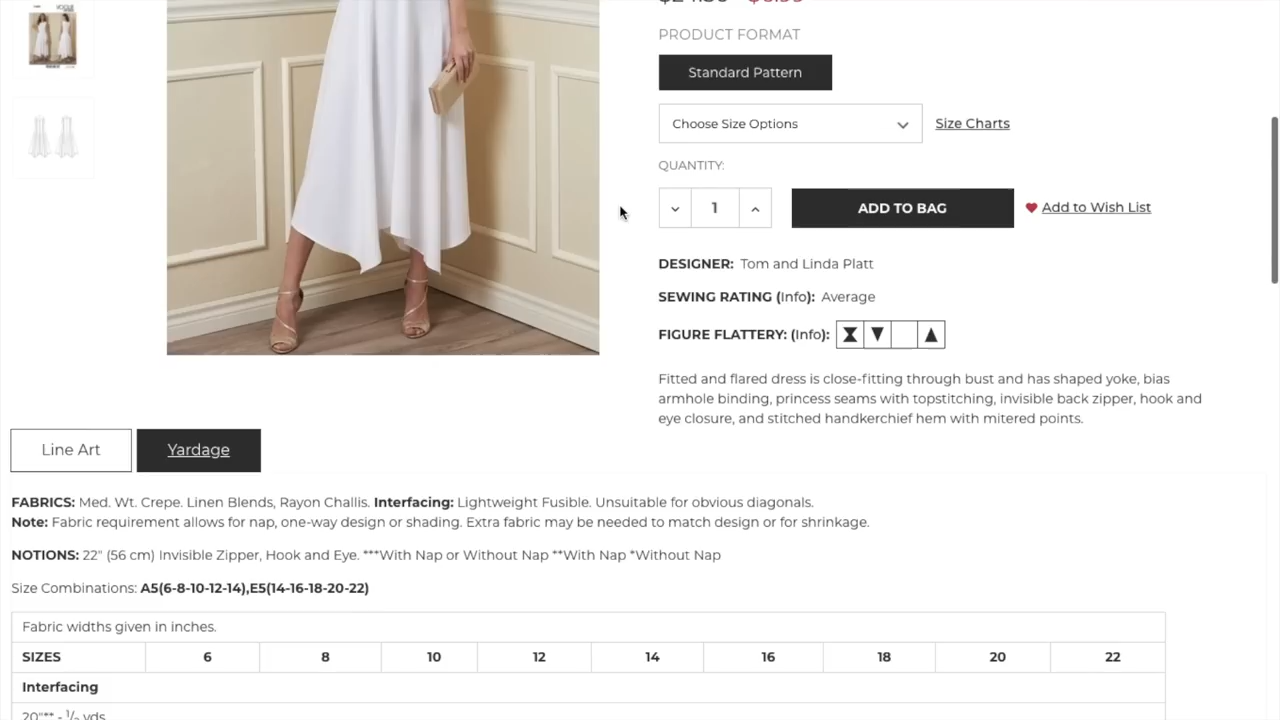 PRODUCT FORMAT
Standard Pattern
Choose Size Options
Size Charts
QUANTITY:
1
ADD TO BAG
Add to Wish List
DESIGNER: Tom and Linda Platt
SEWING RATING (Info): Average
FIGURE FLATTERY: (Info):
Fitted and flared dress is close-fitting through bust and has shaped yoke, bias
armhole binding, princess seams with topstitching, invisible back zipper, hook and
eye closure, and stitched handkerchief hem with mitered points.
Line Art
Yardage
FABRICS: Med. Wt. Crepe. Linen Blends, Rayon Challis. Interfacing: Lightweight Fusible. Unsuitable for obvious diagonals.
Note: Fabric requirement allows for nap, one-way design or shading. Extra fabric may be needed to match design or for shrinkage.
NOTIONS: 22" (56 cm) Invisible Zipper, Hook and Eye. ***With Nap or Without Nap **With Nap *Without Nap
Size Combinations: A5(6-8-10-12-14),E5(14-16-18-20-22)
Fabric widths given in inches.
SIZES 6 8 10 12 14 16 18 20 22
Interfacing
20"** - 1/2 yds.